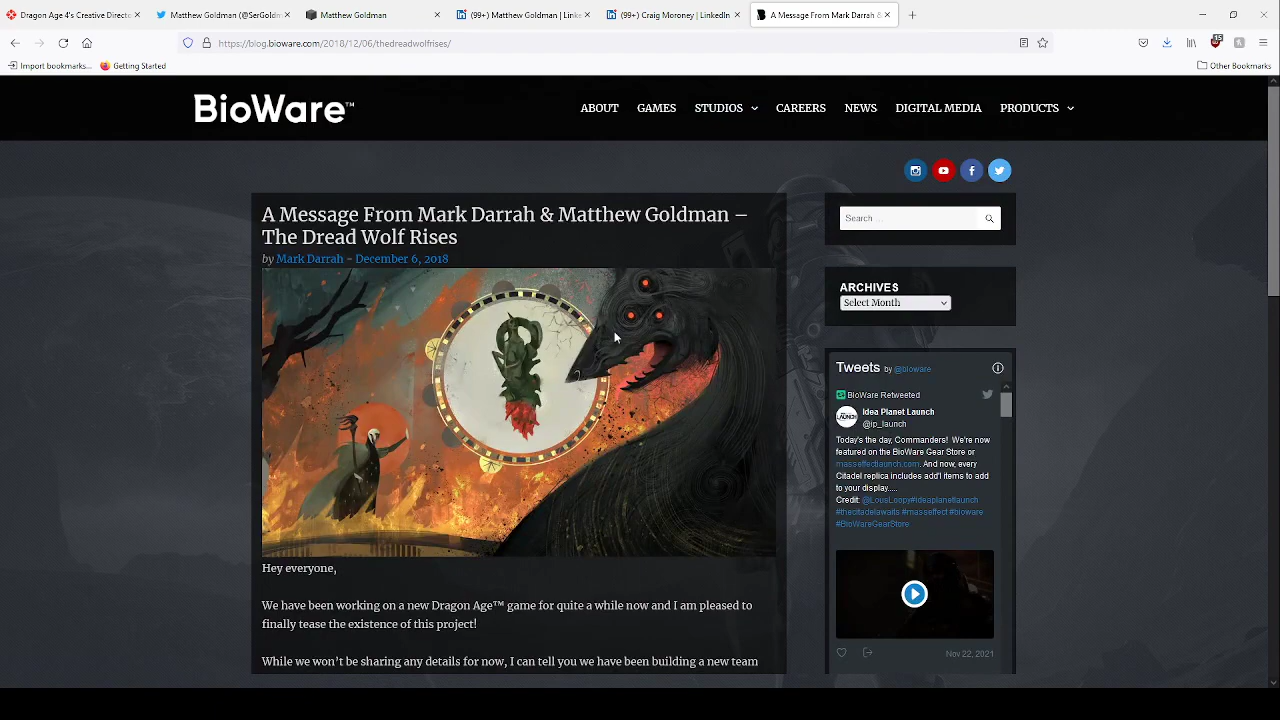 Dragon Age 4's Creative Directo
Matthew Goldman (@SerGoldm
Matthew Goldman
(99+) Matthew Goldman | Linke
(99+) Craig Mooney | LinkedIn
A Message From Mark Darrah &
https://blog.bioware.com/2018/12/06/thedreadwolfrises/
15
Import bookmarks...
Getting Started
Other Bookmarks
BioWare™
ABOUT
GAMES
STUDIOS
CAREERS
NEWS
DIGITAL MEDIA
PRODUCTS
A Message From Mark Darrah & Matthew Goldman –
The Dread Wolf Rises
by Mark Darrah - December 6, 2018
Hey everyone,
We have been working on a new Dragon Age™ game for quite a while now and I am pleased to
finally tease the existence of this project!
While we won't be sharing any details for now, I can tell you we have been building a new team
Search …
ARCHIVES
Select Month
Tweets by @bioware
BioWare Retweeted
LAUNCH
Idea Planet Launch
@ip_launch
Today's the day, Commanders! We're now
featured on the BioWare Gear Store or
masseffectlaunch.com. And now, every
Citadel replica includes add'l items to add
to your display.…
Credit: @LousLoopy#ideaplanetlaunch
#thecitadelawaits #masseffect #bioware
#BioWareGearStore
Nov 22, 2021